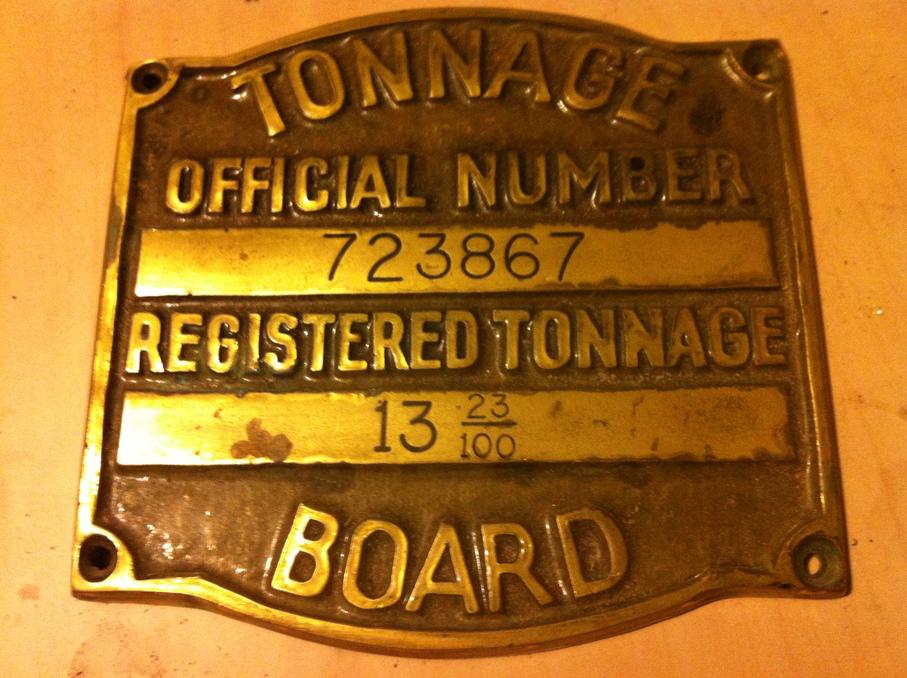 TONNAGE
OFFICIAL NUMBER
723867
REGISTERED TONNAGE
13 23/100
BOARD